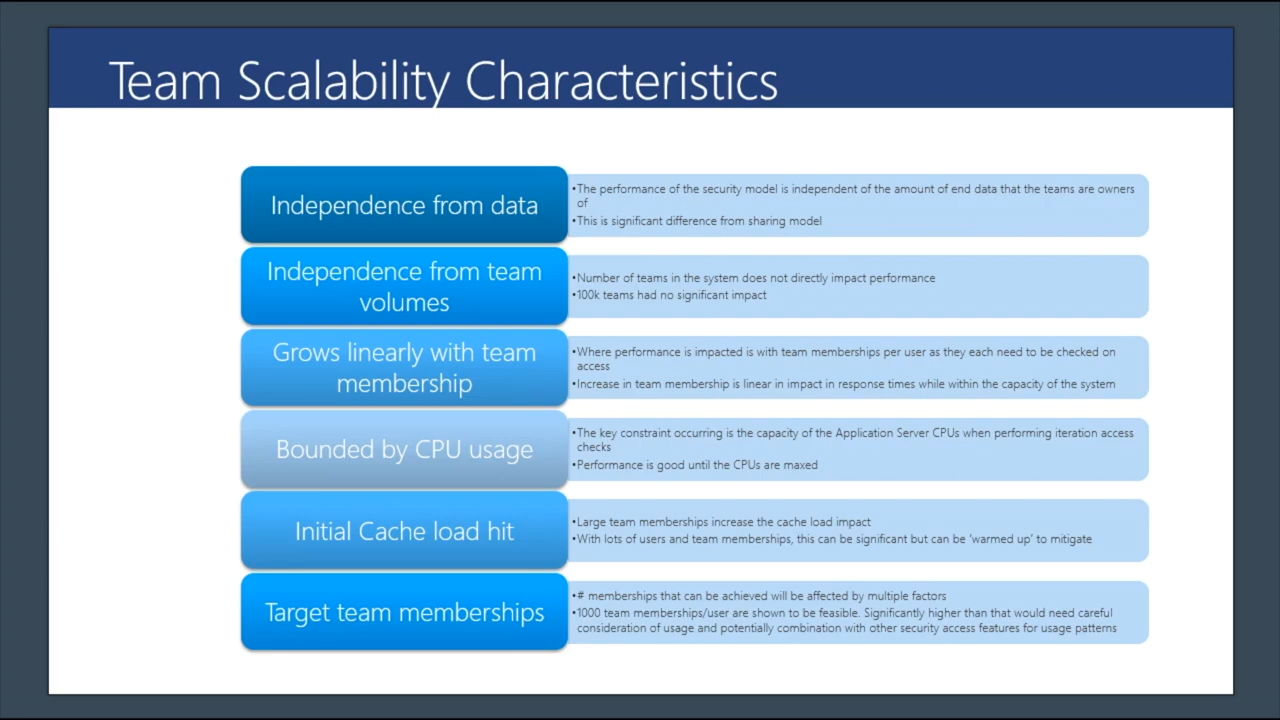 Team Scalability Characteristics
Independence from data
•The performance of the security model is independent of the amount of end data that the teams are owners
of
•This is significant difference from sharing model
Independence from team
volumes
•Number of teams in the system does not directly impact performance
•100k teams had no significant impact
Grows linearly with team
membership
•Where performance is impacted is with team memberships per user as they each need to be checked on
access
•Increase in team membership is linear in impact in response times while within the capacity of the system
Bounded by CPU usage
•The key constraint occurring is the capacity of the Application Server CPUs when performing iteration access
checks
•Performance is good until the CPUs are maxed
Initial Cache load hit
•Large team memberships increase the cache load impact
•With lots of users and team memberships, this can be significant but can be 'warmed up' to mitigate
Target team memberships
•# memberships that can be achieved will be affected by multiple factors
•1000 team memberships/user are shown to be feasible. Significantly higher than that would need careful
consideration of usage and potentially combination with other security access features for usage patterns